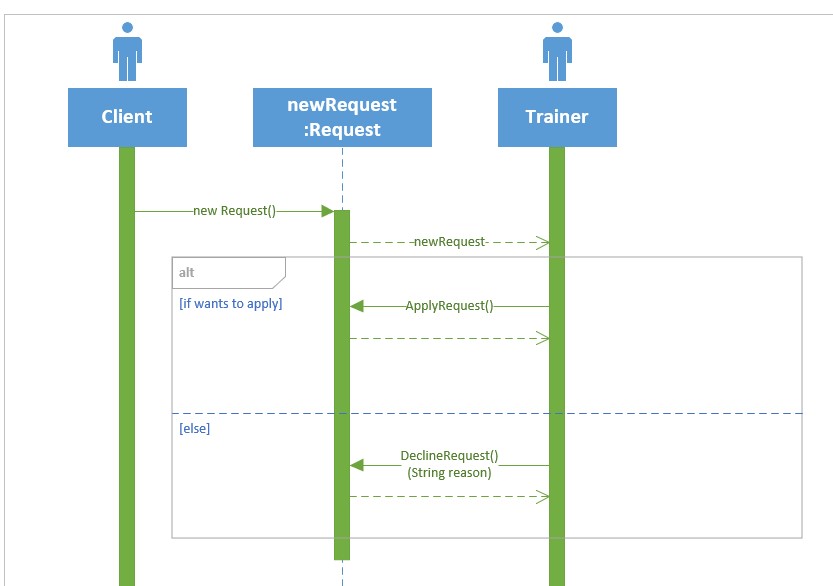 Client
newRequest
:Request
Trainer
new Request()
newRequest
alt
[if wants to apply]
ApplyRequest()
[else]
DeclineRequest()
(String reason)